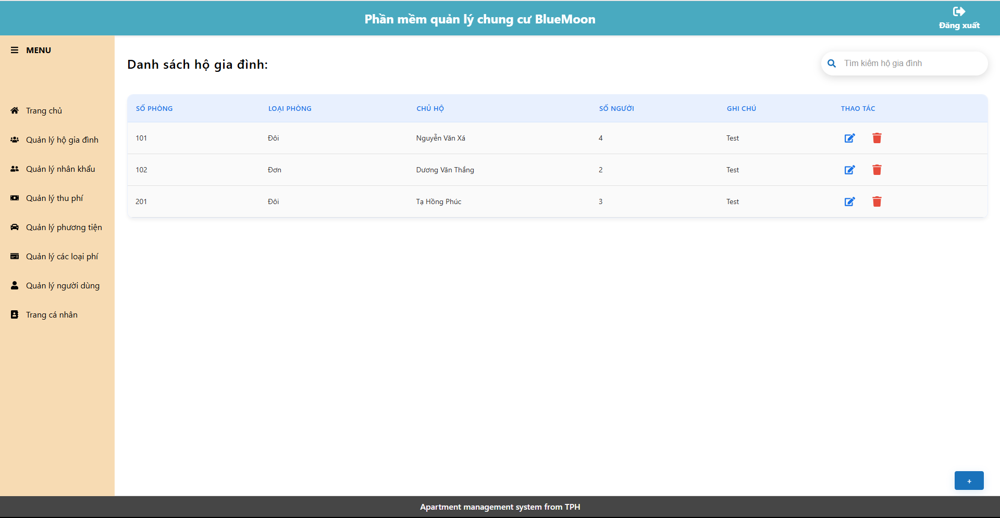 Phần mềm quản lý chung cư BlueMoon
Đăng xuất
MENU
Trang chủ
Quản lý hộ gia đình
Quản lý nhân khẩu
Quản lý thu phí
Quản lý phương tiện
Quản lý các loại phí
Quản lý người dùng
Trang cá nhân
Danh sách hộ gia đình:
Tìm kiếm hộ gia đình
SỐ PHÒNG LOẠI PHÒNG CHỦ HỘ SỐ NGƯỜI GHI CHÚ THAO TÁC
101 Đôi Nguyễn Văn Xá 4 Test
102 Đơn Dương Văn Thắng 2 Test
201 Đôi Tạ Hồng Phúc 3 Test
+
Apartment management system from TPH